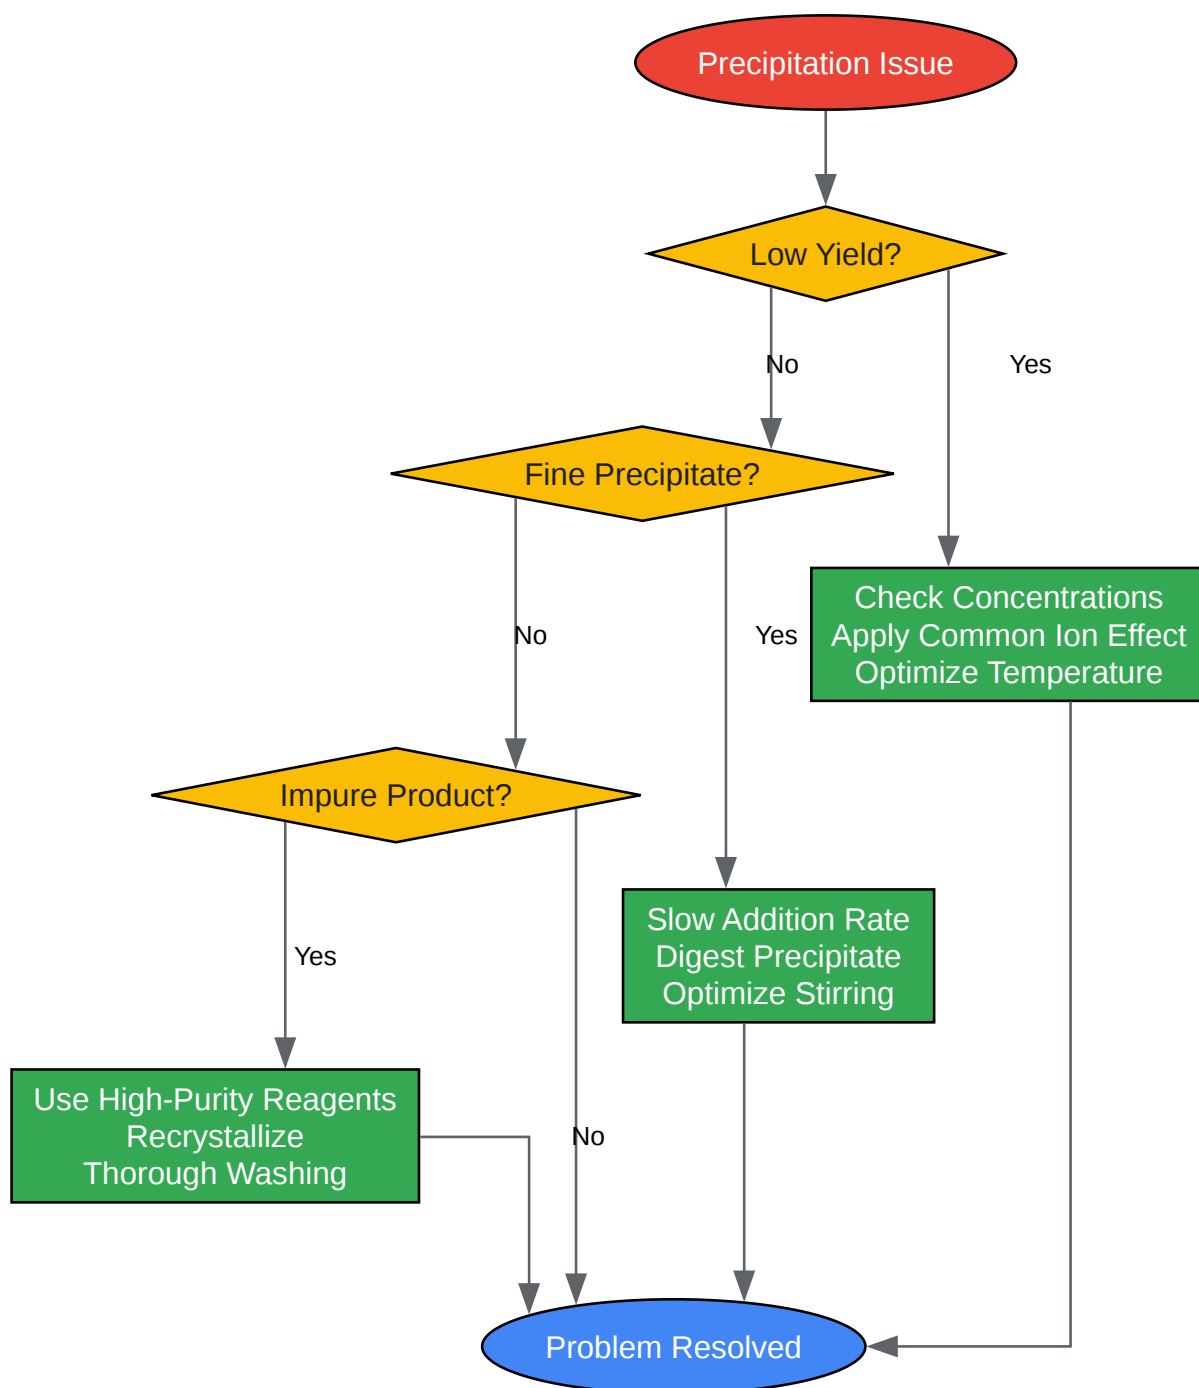 Precipitation Issue
Low Yield?
No
Yes
Fine Precipitate?
Check Concentrations
Apply Common Ion Effect
Optimize Temperature
No
Yes
Impure Product?
Slow Addition Rate
Digest Precipitate
Optimize Stirring
Yes
Use High-Purity Reagents
Recrystallize
Thorough Washing
No
Problem Resolved